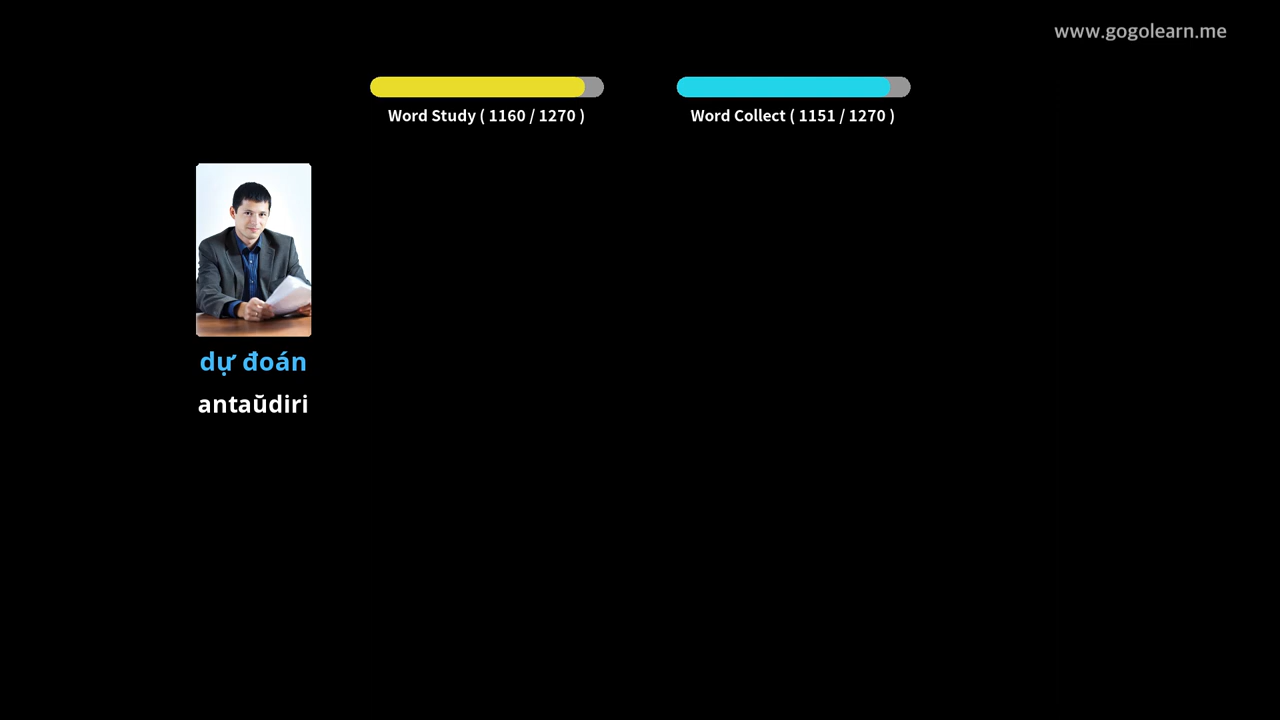 www.gogolearn.me
Word Study ( 1160 / 1270 )
Word Collect ( 1151 / 1270 )
dự đoán
antaŭdiri